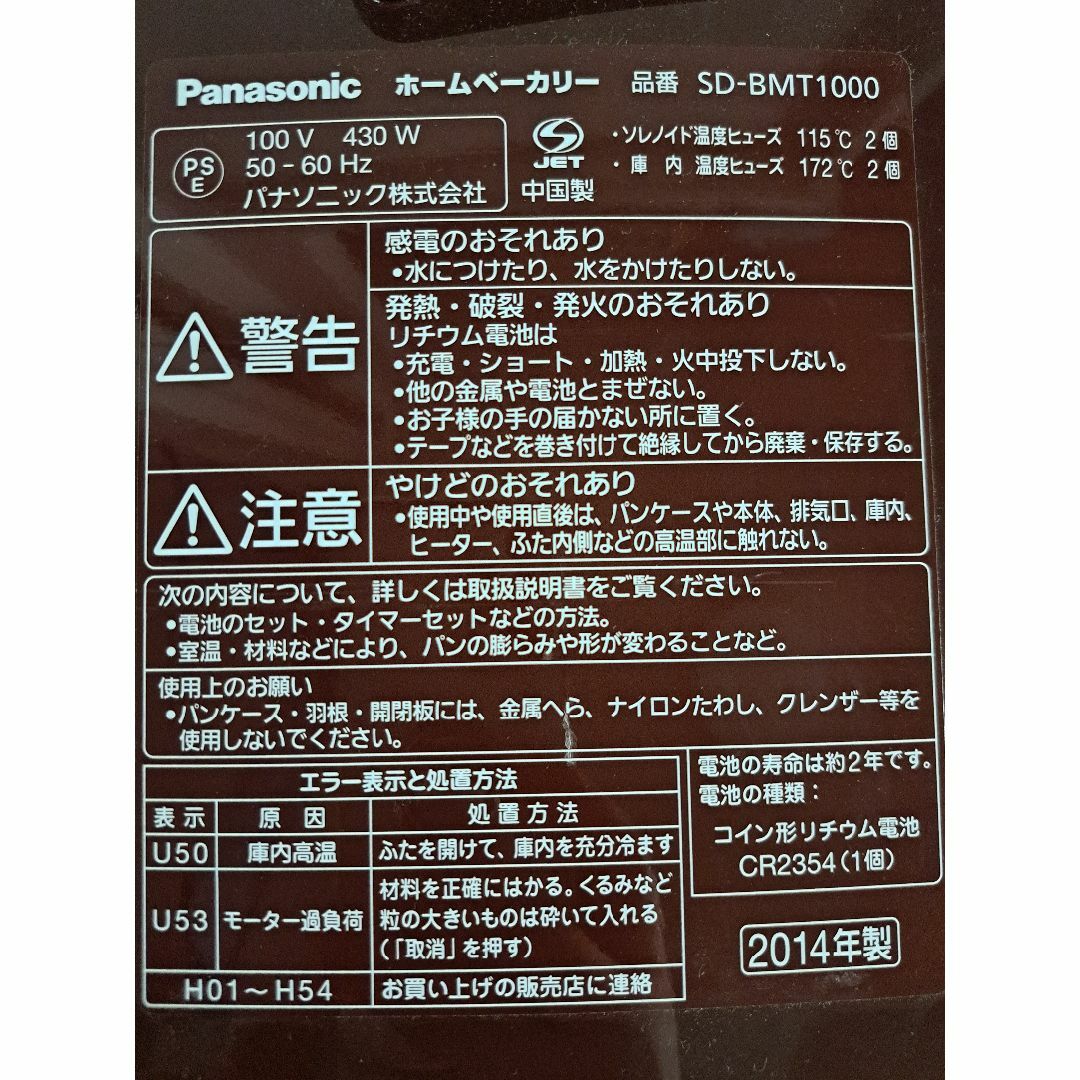 Panasonic ホームベーカリー 品番 SD-BMT1000
PS
E
100 V 430 W
50-60 Hz
パナソニック株式会社
S
JET
中国製
・ソレノイド温度ヒューズ 115℃ 2個
・庫内 温度ヒューズ 172℃ 2個
警告
感電のおそれあり
•水につけたり、水をかけたりしない。
発熱・破裂・発火のおそれあり
リチウム電池は
•充電・ショート・加熱・火中投下しない。
•他の金属や電池とまぜない。
•お子様の手の届かない所に置く。
•テープなどを巻き付けて絶縁してから廃棄・保存する。
注意
やけどのおそれあり
•使用中や使用直後は、パンケースや本体、排気口、庫内、
ヒーター、ふた内側などの高温部に触れない。
次の内容について、詳しくは取扱説明書をご覧ください。
•電池のセット・タイマーセットなどの方法。
•室温・材料などにより、パンの膨らみや形が変わることなど。
使用上のお願い
•パンケース・羽根・開閉板には、金属へら、ナイロンたわし、クレンザー等を
使用しないでください。
エラー表示と処置方法
表示 原因 処置方法
U50 庫内高温 ふたを開けて、庫内を充分冷ます
U53 モーター過負荷 材料を正確にはかる。くるみなど
粒の大きいものは砕いて入れる
(「取消」を押す)
H01～H54 お買い上げの販売店に連絡
電池の寿命は約2年です。
電池の種類:
コイン形リチウム電池
CR2354(1個)
2014年製